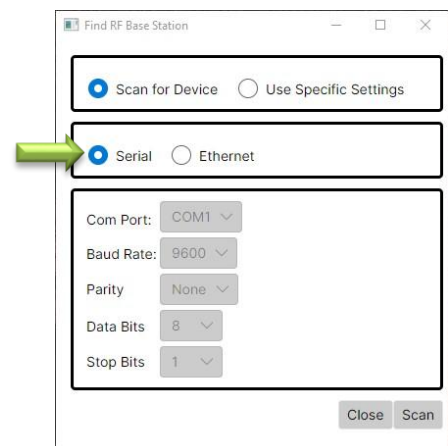 Find RF Base Station
Scan for Device Use Specific Settings
Serial Ethernet
Com Port: COM1
Baud Rate: 9600
Parity None
Data Bits 8
Stop Bits 1
Close Scan